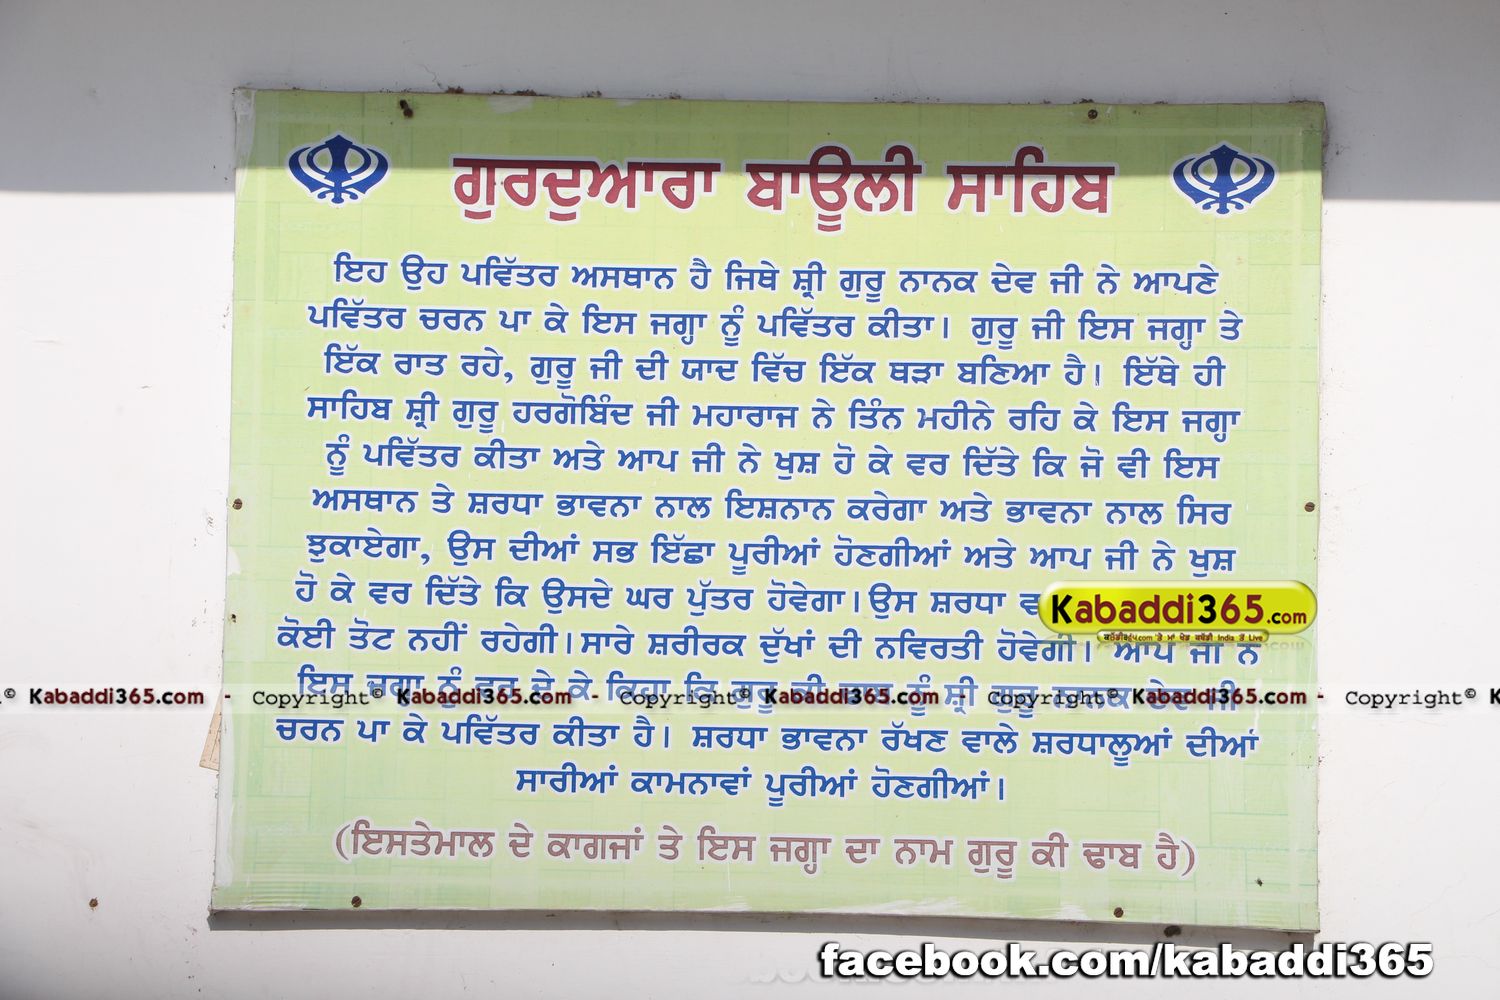 ਗੁਰਦੁਆਰਾ ਬਾਊਲੀ ਸਾਹਿਬ
ਇਹ ਉਹ ਪਵਿੱਤਰ ਅਸਥਾਨ ਹੈ ਜਿਥੇ ਸ਼੍ਰੀ ਗੁਰੂ ਨਾਨਕ ਦੇਵ ਜੀ ਨੇ ਆਪਣੇ
ਪਵਿੱਤਰ ਚਰਨ ਪਾ ਕੇ ਇਸ ਜਗ੍ਹਾ ਨੂੰ ਪਵਿੱਤਰ ਕੀਤਾ। ਗੁਰੂ ਜੀ ਇਸ ਜਗ੍ਹਾ ਤੇ
ਇੱਕ ਰਾਤ ਰਹੇ, ਗੁਰੂ ਜੀ ਦੀ ਯਾਦ ਵਿੱਚ ਇੱਕ ਥੜਾ ਬਣਿਆ ਹੈ। ਇੱਥੇ ਹੀ
ਸਾਹਿਬ ਸ਼੍ਰੀ ਗੁਰੂ ਹਰਗੋਬਿੰਦ ਜੀ ਮਹਾਰਾਜ ਨੇ ਤਿੰਨ ਮਹੀਨੇ ਰਹਿ ਕੇ ਇਸ ਜਗ੍ਹਾ
ਨੂੰ ਪਵਿੱਤਰ ਕੀਤਾ ਅਤੇ ਆਪ ਜੀ ਨੇ ਖੁਸ਼ ਹੋ ਕੇ ਵਰ ਦਿੱਤੇ ਕਿ ਜੋ ਵੀ ਇਸ
ਅਸਥਾਨ ਤੇ ਸ਼ਰਧਾ ਭਾਵਨਾ ਨਾਲ ਇਸ਼ਨਾਨ ਕਰੇਗਾ ਅਤੇ ਭਾਵਨਾ ਨਾਲ ਸਿਰ
ਝੁਕਾਏਗਾ, ਉਸ ਦੀਆਂ ਸਭ ਇੱਛਾ ਪੂਰੀਆਂ ਹੋਣਗੀਆਂ ਅਤੇ ਆਪ ਜੀ ਨੇ ਖੁਸ਼
ਹੋ ਕੇ ਵਰ ਦਿੱਤੇ ਕਿ ਉਸਦੇ ਘਰ ਪੁੱਤਰ ਹੋਵੇਗਾ। ਉਸ ਸ਼ਰਧਾ
Kabaddi365.com
ਕੋਈ ਤੋਟ ਨਹੀਂ ਰਹੇਗੀ। ਸਾਰੇ ਸ਼ਰੀਰਕ ਦੁੱਖਾਂ ਦੀ ਨਵਿਰਤੀ ਹੋਵੇਗੀ। ਆਪ ਜੀ ਨੇ
ਇਸ ਜਗ੍ਹਾ ਨੂੰ ਵਰ ਦੇ ਕੇ ਕਿਹਾ ਕਿ ਗੁਰੂ ਕੀ ਢਾਬ ਨੂੰ ਸ਼੍ਰੀ ਗੁਰੂ ਨਾਨਕ ਦੇਵ ਜੀ
© Kabaddi365.com - Copyright© Kabaddi365.com - Copyright© Kabaddi365.com - Copyright© Kabaddi365.com - Copyright© K
ਚਰਨ ਪਾ ਕੇ ਪਵਿੱਤਰ ਕੀਤਾ ਹੈ। ਸ਼ਰਧਾ ਭਾਵਨਾ ਰੱਖਣ ਵਾਲੇ ਸ਼ਰਧਾਲੂਆਂ ਦੀਆਂ
ਸਾਰੀਆਂ ਕਾਮਨਾਵਾਂ ਪੂਰੀਆਂ ਹੋਣਗੀਆਂ।
(ਇਸਤੇਮਾਲ ਦੇ ਕਾਗਜਾਂ ਤੇ ਇਸ ਜਗ੍ਹਾ ਦਾ ਨਾਮ ਗੁਰੂ ਕੀ ਢਾਬ ਹੈ)
facebook.com/kabaddi365